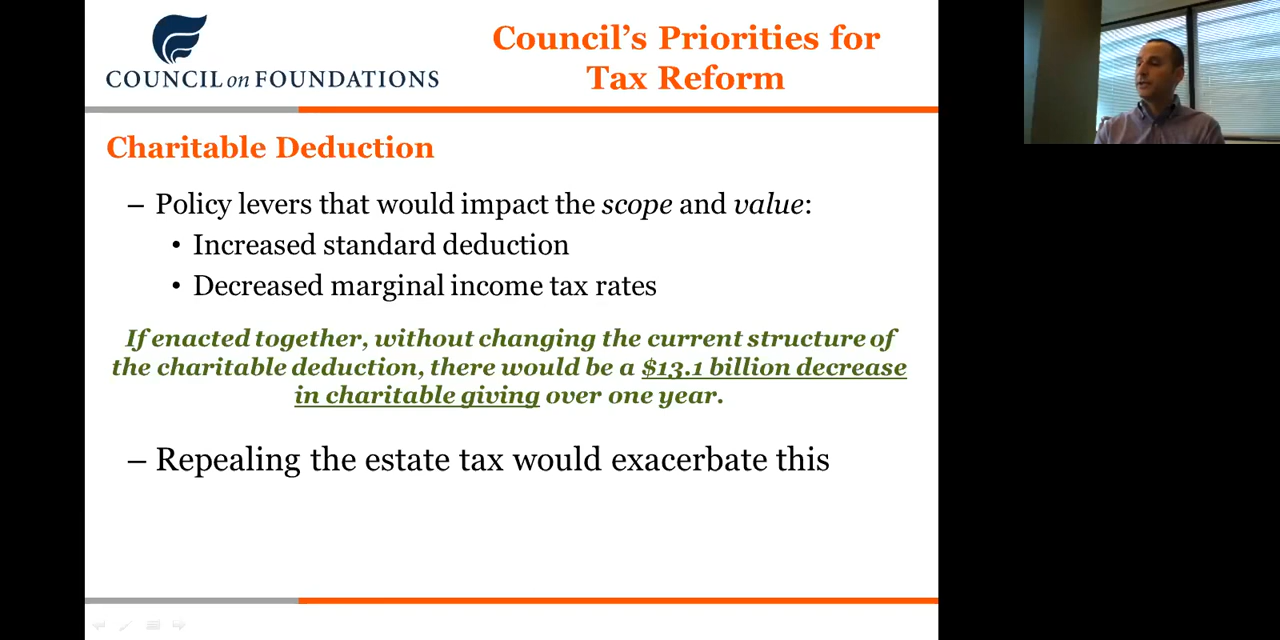 Council's Priorities for
Tax Reform
COUNCIL on FOUNDATIONS
Charitable Deduction
– Policy levers that would impact the scope and value:
• Increased standard deduction
• Decreased marginal income tax rates
If enacted together, without changing the current structure of
the charitable deduction, there would be a $13.1 billion decrease
in charitable giving over one year.
– Repealing the estate tax would exacerbate this